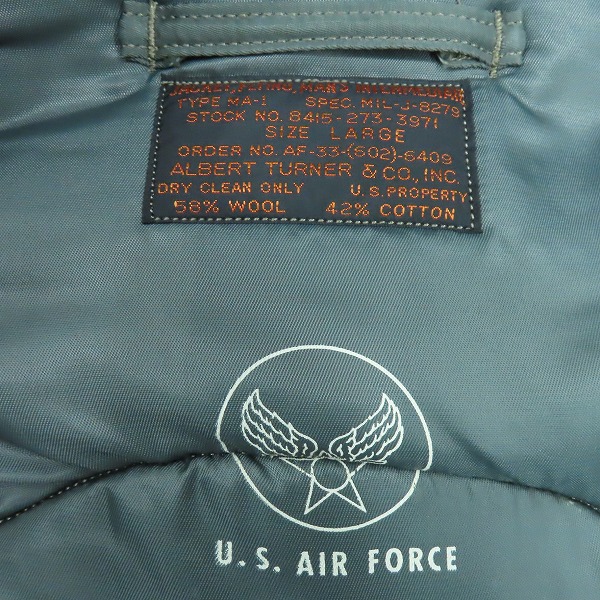 JACKET, FLYING, MAN'S INTERMEDIATE
TYPE MA-1 SPEC. MIL-J-8279
STOCK NO. 8415-273-3971
SIZE LARGE
ORDER NO. AF-33-(602)-6409
ALBERT TURNER & CO., INC.
DRY CLEAN ONLY U.S. PROPERTY
58% WOOL 42% COTTON
U.S. AIR FORCE